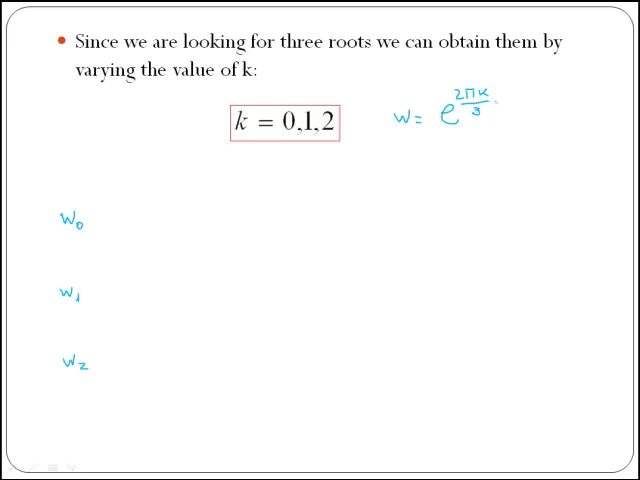 Since we are looking for three roots we can obtain them by
varying the value of k:
k = 0,1,2
w = e^(2πk/3)
w₀
w₁
w₂